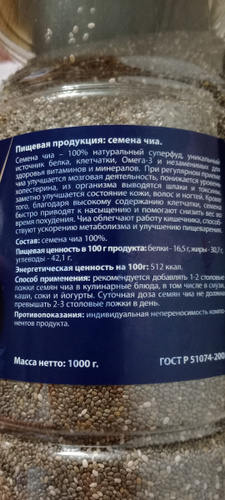 Пищевая продукция: семена чиа.
Семена чиа – 100% натуральный суперфуд, уникальный
источник белка, клетчатки, Омега-3 и незаменимых для
здоровья витаминов и минералов. При регулярном приеме
чиа улучшается мозговая деятельность, понижается уровень
холестерина, из организма выводятся шлаки и токсины,
заметно улучшается состояние кожи, волос и ногтей. Кроме
того, благодаря высокому содержанию клетчатки, семена
быстро приводят к насыщению и помогают снизить вес во
время похудения. Чиа облегчают работу кишечника, способ-
ствуют ускорению метаболизма и улучшению пищеварения.
Состав: семена чиа 100%.
Пищевая ценность в 100 г продукта: белки - 16,5 г, жиры - 30,7 г,
углеводы - 42,1 г.
Энергетическая ценность на 100г: 512 ккал.
Способ применения: рекомендуется добавлять 1-2 столовые
ложки семян чиа в кулинарные блюда, в том числе в слузи,
каши, соки и йогурты. Суточная доза семян чиа не должна
превышать 2-3 столовые ложки в день.
Противопоказания: индивидуальная непереносимость компо-
нентов продукта.
Масса нетто: 1000 г.
ГОСТ Р 51074-200